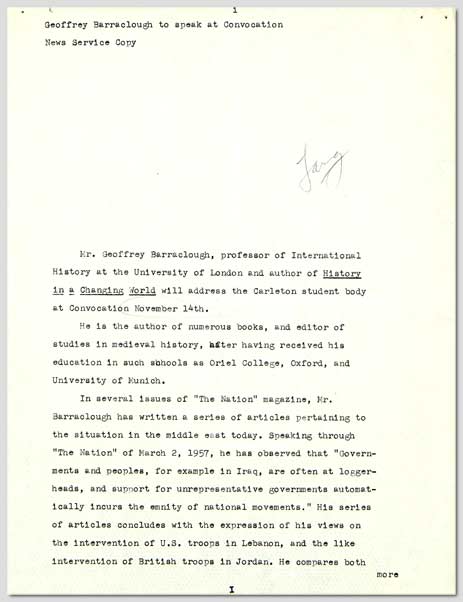 1
Geoffrey Barraclough to speak at Convocation
News Service Copy
Mr. Geoffrey Barraclough, professor of International
History at the University of London and author of History
in a Changing World will address the Carleton student body
at Convocation November 14th.
He is the author of numerous books, and editor of
studies in medieval history, after having received his
education in such schools as Oriel College, Oxford, and
University of Munich.
In several issues of "The Nation" magazine, Mr.
Barraclough has written a series of articles pertaining to
the situation in the middle east today. Speaking through
"The Nation" of March 2, 1957, he has observed that "Govern-
ments and peoples, for example in Iraq, are often at logger-
heads, and support for unrepresentative governments automat-
ically incurs the emnity of national movements." His series
of articles concludes with the expression of his views on
the intervention of U.S. troops in Lebanon, and the like
intervention of British troops in Jordan. He compares both
more
I